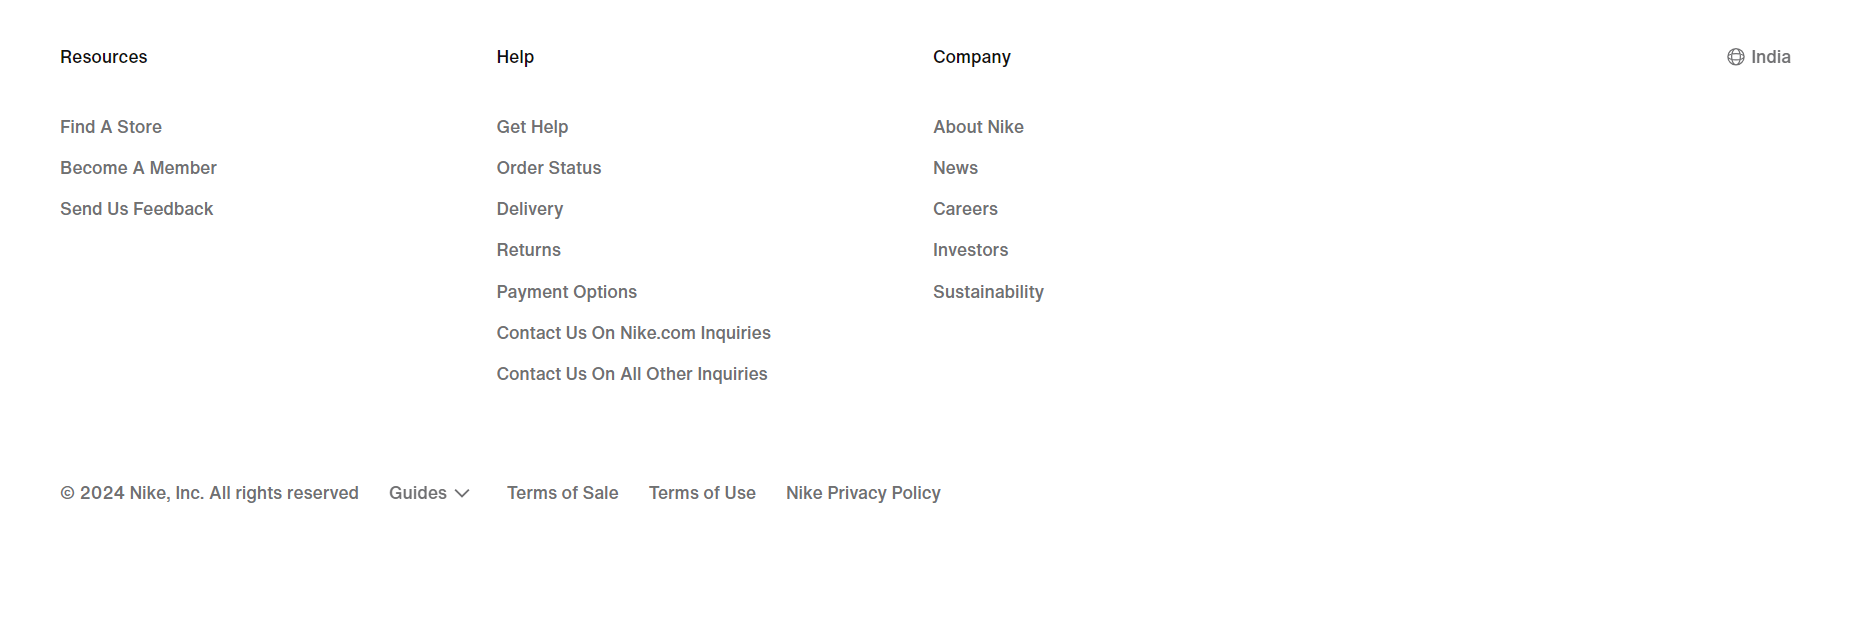 Resources
Find A Store
Become A Member
Send Us Feedback
Help
Get Help
Order Status
Delivery
Returns
Payment Options
Contact Us On Nike.com Inquiries
Contact Us On All Other Inquiries
Company
About Nike
News
Careers
Investors
Sustainability
India
© 2024 Nike, Inc. All rights reserved Guides Terms of Sale Terms of Use Nike Privacy Policy